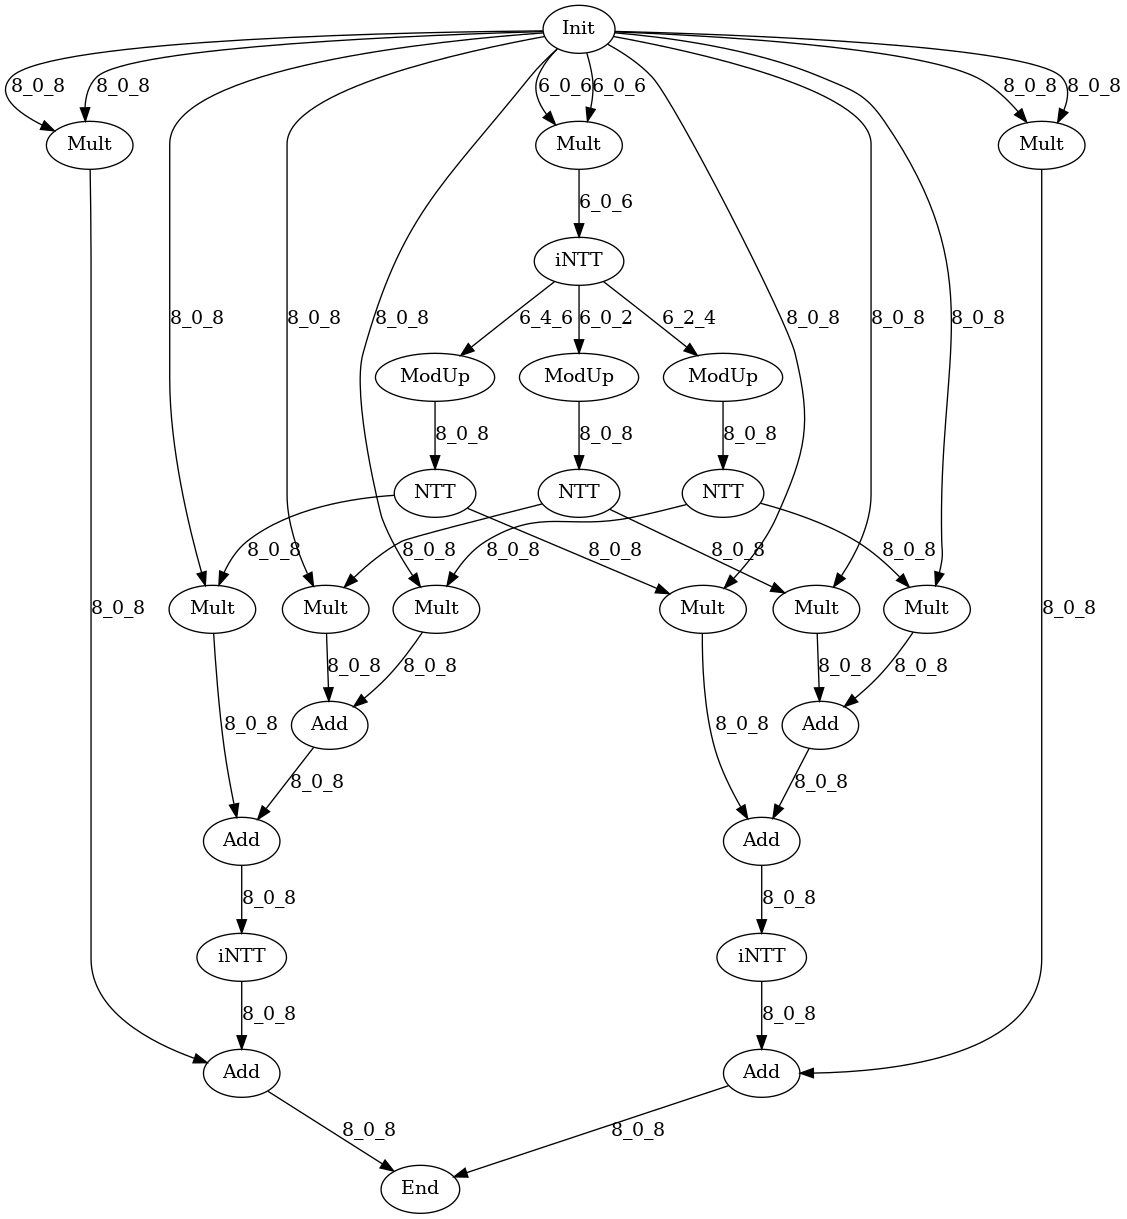 Init
8_0_8 8_0_8 6_0_6 6_0_6 8_0_8 8_0_8
Mult Mult Mult
6_0_6
iNTT
8_0_8 8_0_8 8_0_8 6_4_6 6_0_2 6_2_4 8_0_8 8_0_8 8_0_8
ModUp ModUp ModUp
8_0_8 8_0_8 8_0_8
NTT NTT NTT
8_0_8 8_0_8 8_0_8 8_0_8 8_0_8 8_0_8
8_0_8 Mult Mult Mult Mult Mult Mult 8_0_8
8_0_8 8_0_8 8_0_8 8_0_8
8_0_8 Add 8_0_8 Add
8_0_8 8_0_8
Add Add
8_0_8 8_0_8
iNTT iNTT
8_0_8 8_0_8
Add Add
8_0_8 8_0_8
End